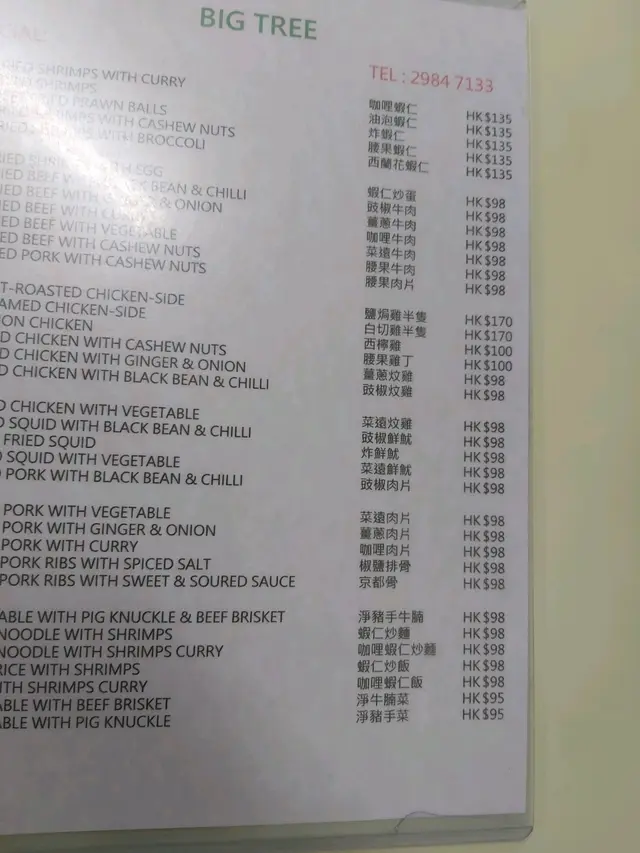 BIG TREE
TEL : 2984 7133
SHRIMPS WITH CURRY 咖哩蝦仁 HK$135
SHRIMPS 油泡蝦仁 HK$135
PRAWN BALLS 炸蝦仁 HK$135
WITH CASHEW NUTS 腰果蝦仁 HK$135
WITH BROCCOLI 西蘭花蝦仁 HK$135
EGG 蝦仁炒蛋 HK$98
BEAN & CHILLI 豉椒牛肉 HK$98
BEEF & ONION 薑蔥牛肉 HK$98
BEEF 咖哩牛肉 HK$98
BEEF WITH VEGETABLE 菜遠牛肉 HK$98
ED BEEF WITH CASHEW NUTS 腰果牛肉 HK$98
ED PORK WITH CASHEW NUTS 腰果肉片 HK$98
T-ROASTED CHICKEN-SIDE 鹽焗雞半隻 HK$170
AMED CHICKEN-SIDE 白切雞半隻 HK$170
ON CHICKEN 西檸雞 HK$100
D CHICKEN WITH CASHEW NUTS 腰果雞丁 HK$100
D CHICKEN WITH GINGER & ONION 薑蔥炆雞 HK$98
D CHICKEN WITH BLACK BEAN & CHILLI 豉椒炆雞 HK$98
D CHICKEN WITH VEGETABLE 菜遠炆雞 HK$98
D SQUID WITH BLACK BEAN & CHILLI 豉椒鮮魷 HK$98
FRIED SQUID 炸鮮魷 HK$98
D SQUID WITH VEGETABLE 菜遠鮮魷 HK$98
PORK WITH BLACK BEAN & CHILLI 豉椒肉片 HK$98
PORK WITH VEGETABLE 菜遠肉片 HK$98
PORK WITH GINGER & ONION 薑蔥肉片 HK$98
PORK WITH CURRY 咖哩肉片 HK$98
PORK RIBS WITH SPICED SALT 椒鹽排骨 HK$98
PORK RIBS WITH SWEET & SOURED SAUCE 京都骨 HK$98
ABLE WITH PIG KNUCKLE & BEEF BRISKET 淨豬手牛腩 HK$98
NOODLE WITH SHRIMPS 蝦仁炒麵 HK$98
NOODLE WITH SHRIMPS CURRY 咖哩蝦仁炒麵 HK$98
RICE WITH SHRIMPS 蝦仁炒飯 HK$98
ITH SHRIMPS CURRY 咖哩蝦仁飯 HK$98
ABLE WITH BEEF BRISKET 淨牛腩菜 HK$95
ABLE WITH PIG KNUCKLE 淨豬手菜 HK$95